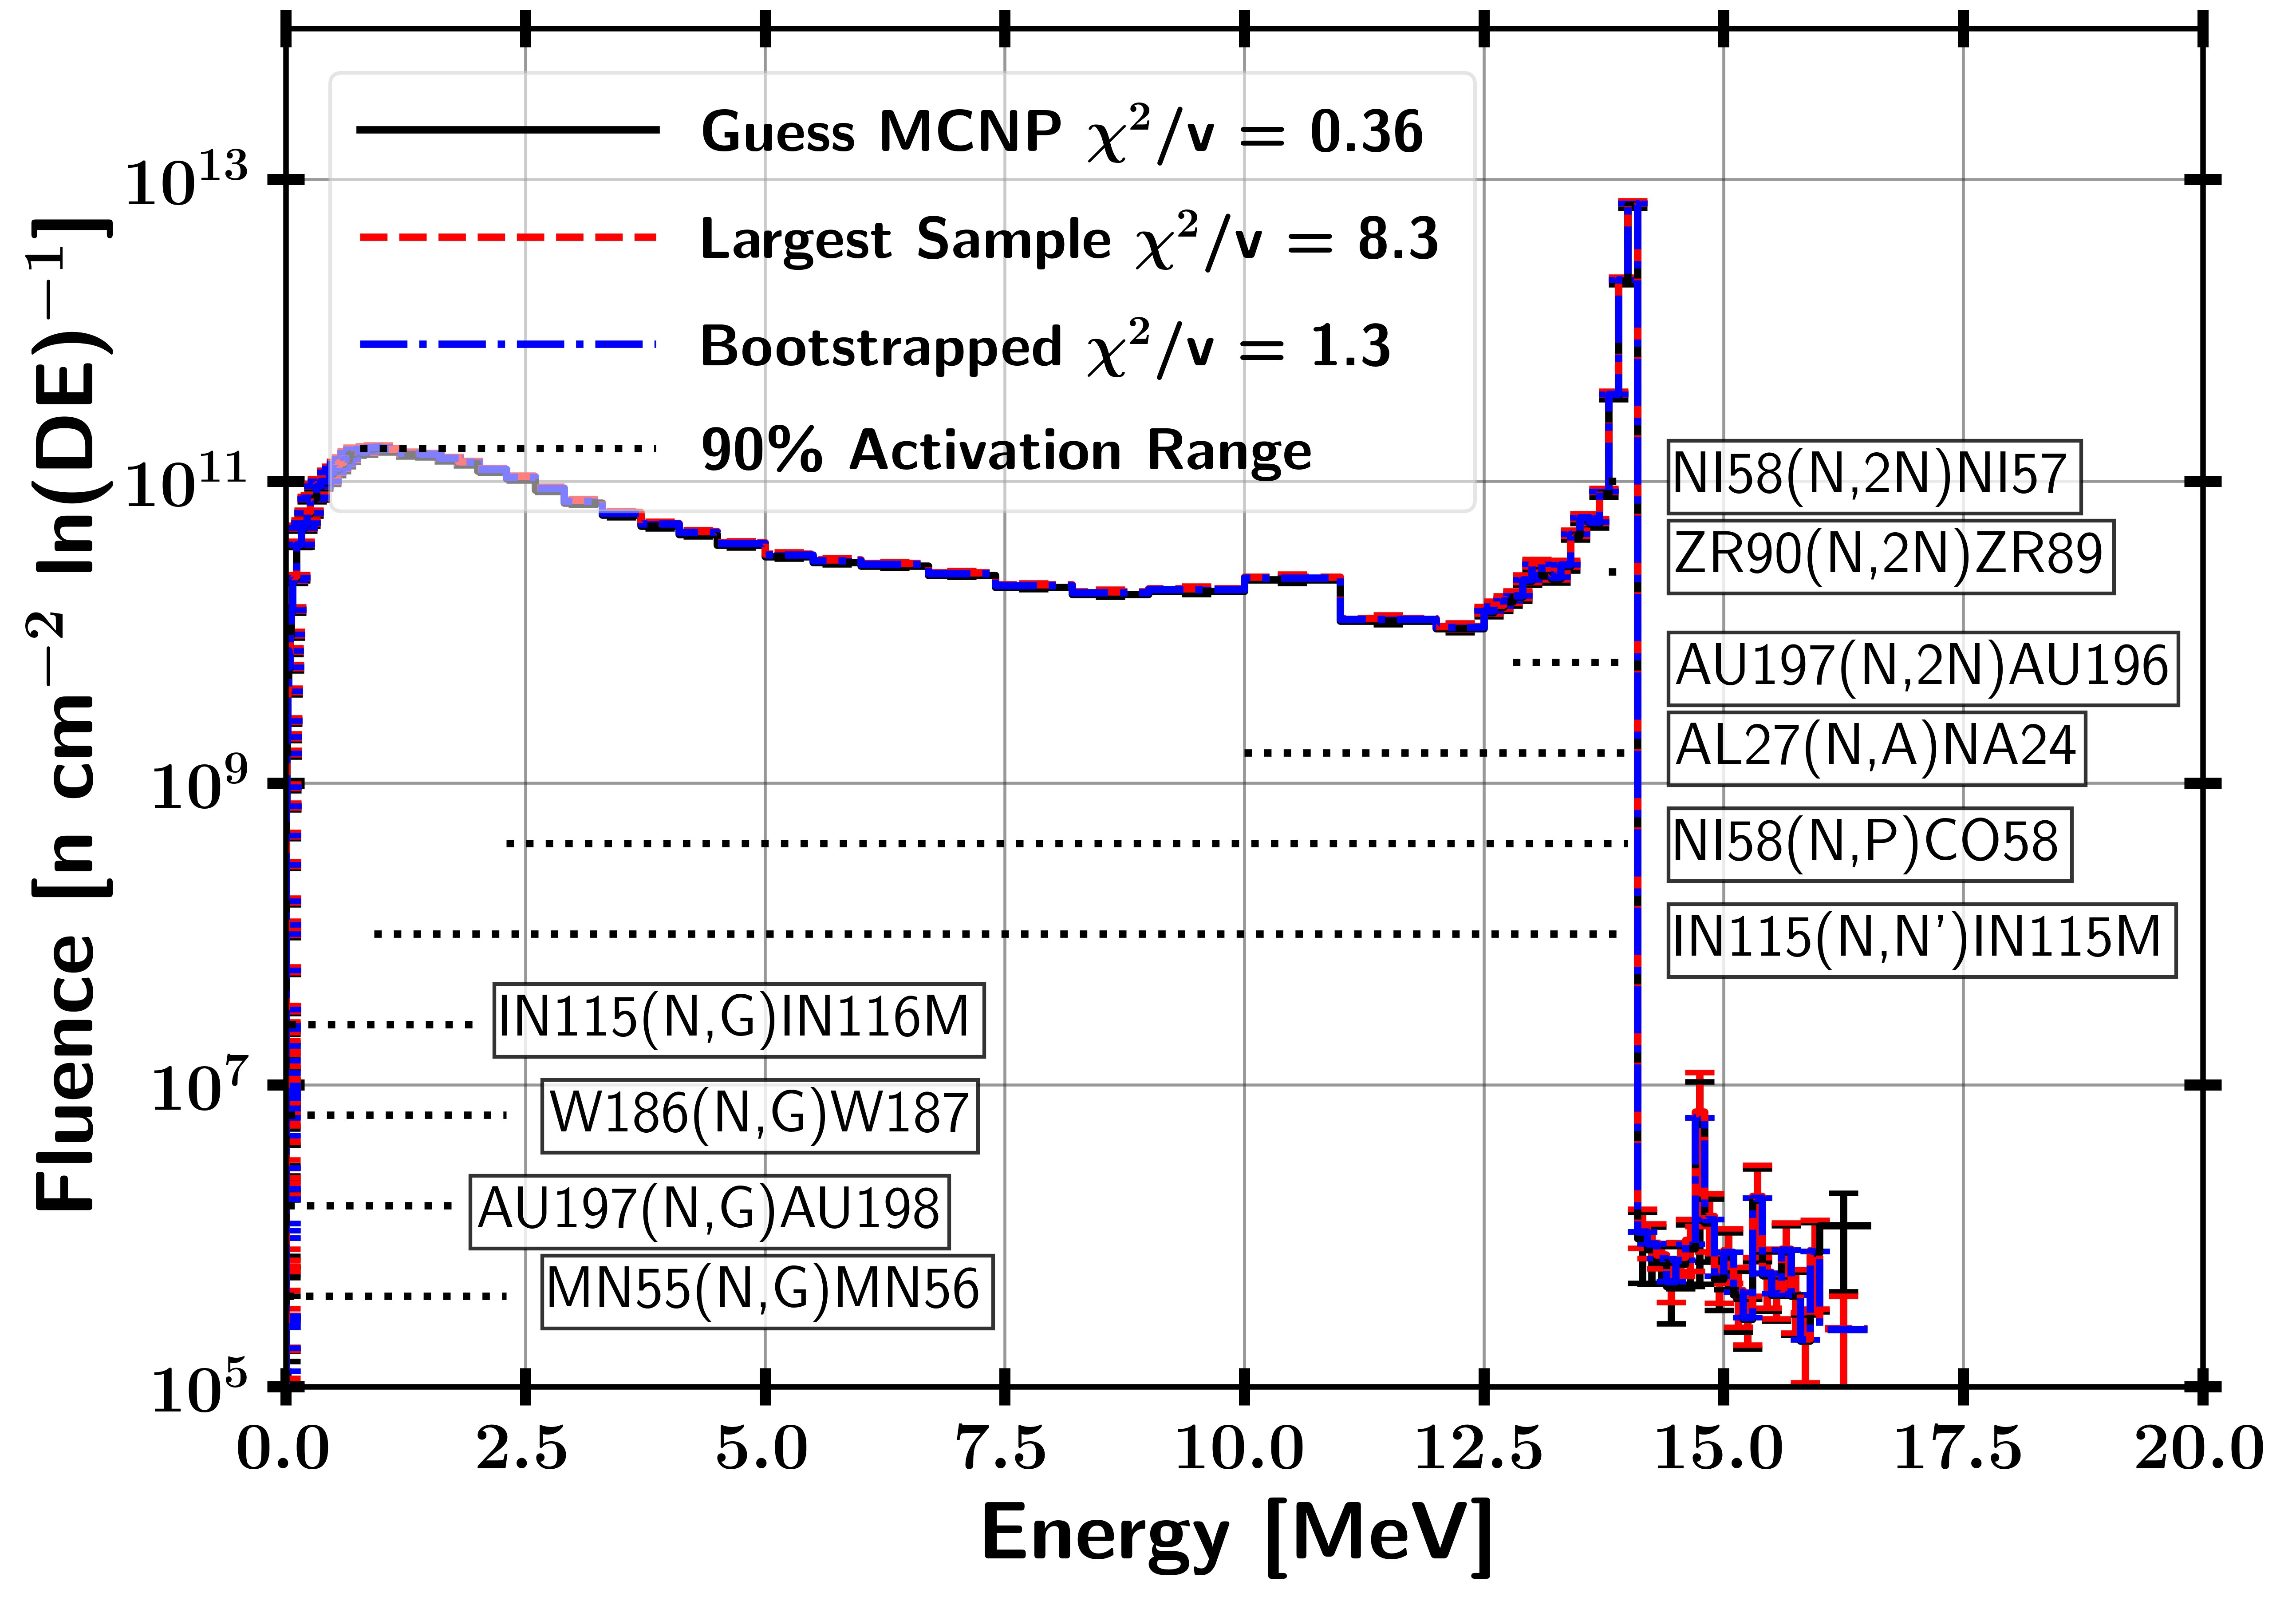 Guess MCNP χ²/v = 0.36
Largest Sample χ²/v = 8.3
Bootstrapped χ²/v = 1.3
90% Activation Range
Fluence [n cm⁻² ln(DE)⁻¹]
10¹³
10¹¹
10⁹
10⁷
10⁵
NI58(N,2N)NI57
ZR90(N,2N)ZR89
AU197(N,2N)AU196
AL27(N,A)NA24
NI58(N,P)CO58
IN115(N,N')IN115M
IN115(N,G)IN116M
W186(N,G)W187
AU197(N,G)AU198
MN55(N,G)MN56
0.0 2.5 5.0 7.5 10.0 12.5 15.0 17.5 20.0
Energy [MeV]